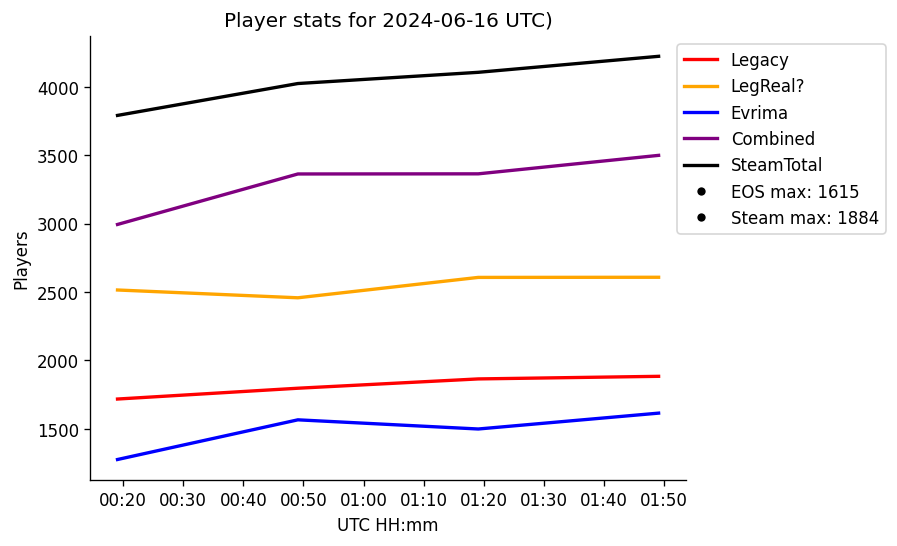 Player stats for 2024-06-16 UTC)
Legacy
LegReal?
Evrima
Combined
SteamTotal
EOS max: 1615
Steam max: 1884
Players
4000
3500
3000
2500
2000
1500
00:20 00:30 00:40 00:50 01:00 01:10 01:20 01:30 01:40 01:50
UTC HH:mm